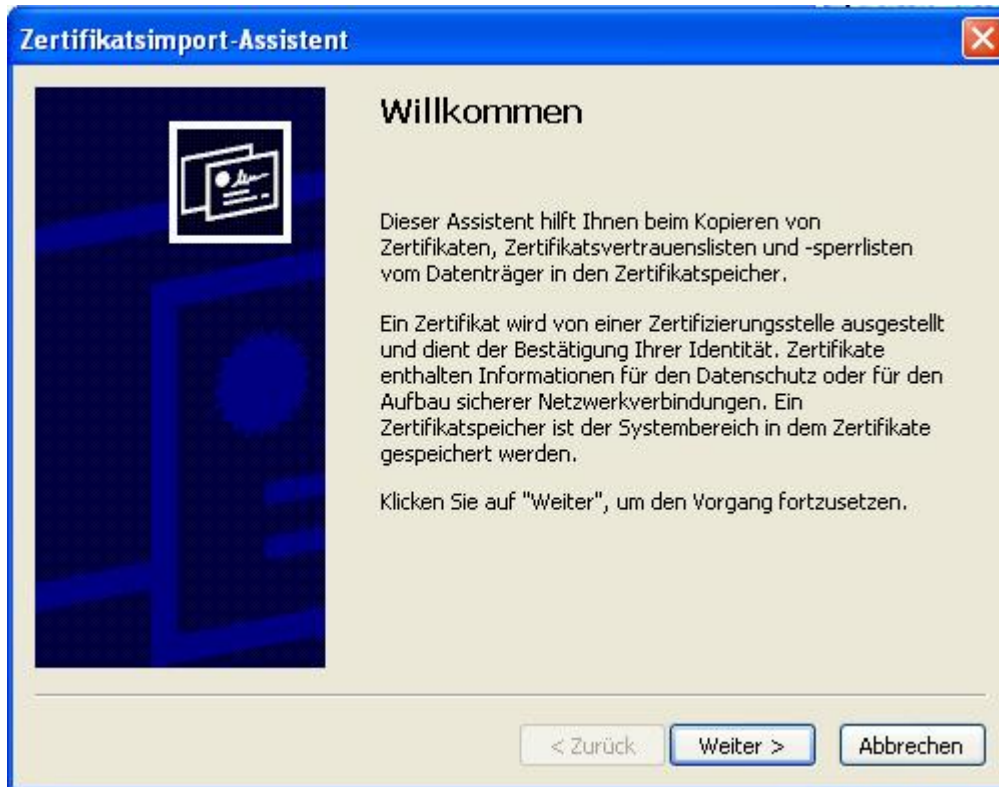 Zertifikatsimport-Assistent
Willkommen
Dieser Assistent hilft Ihnen beim Kopieren von
Zertifikaten, Zertifikatsvertrauenslisten und -sperrlisten
vom Datenträger in den Zertifikatspeicher.
Ein Zertifikat wird von einer Zertifizierungsstelle ausgestellt
und dient der Bestätigung Ihrer Identität. Zertifikate
enthalten Informationen für den Datenschutz oder für den
Aufbau sicherer Netzwerkverbindungen. Ein
Zertifikatspeicher ist der Systembereich in dem Zertifikate
gespeichert werden.
Klicken Sie auf "Weiter", um den Vorgang fortzusetzen.
< Zurück Weiter > Abbrechen